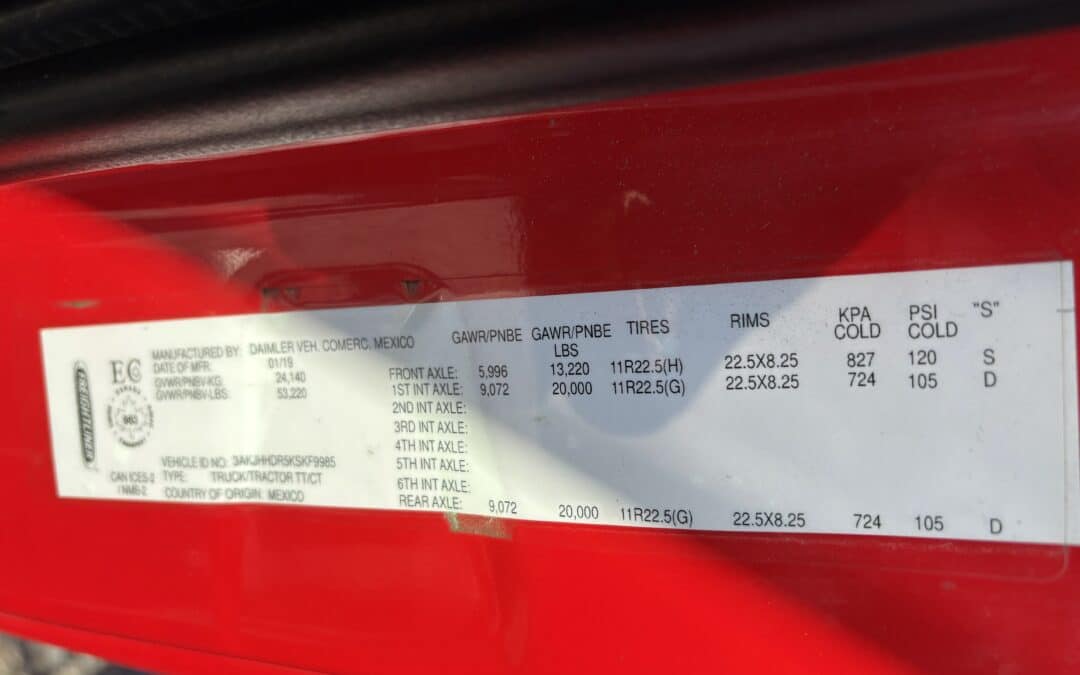 FREIGHTLINER
EC
CANADA
983
CAN ICES-2
/ NMB-2
MANUFACTURED BY: DAIMLER VEH. COMERC. MEXICO
DATE OF MFR: 01/19
GVWR/PNBV-KG: 24,140
GVWR/PNBV-LBS: 53,220
VEHICLE ID NO: 3AKJHHDR5KSKF9985
TYPE: TRUCK/TRACTOR TT/CT
COUNTRY OF ORIGIN: MEXICO
GAWR/PNBE GAWR/PNBE LBS TIRES RIMS KPA COLD PSI COLD "S"
FRONT AXLE: 5,996 13,220 11R22.5(H) 22.5X8.25 827 120 S
1ST INT AXLE: 9,072 20,000 11R22.5(G) 22.5X8.25 724 105 D
2ND INT AXLE:
3RD INT AXLE:
4TH INT AXLE:
5TH INT AXLE:
6TH INT AXLE:
REAR AXLE: 9,072 20,000 11R22.5(G) 22.5X8.25 724 105 D